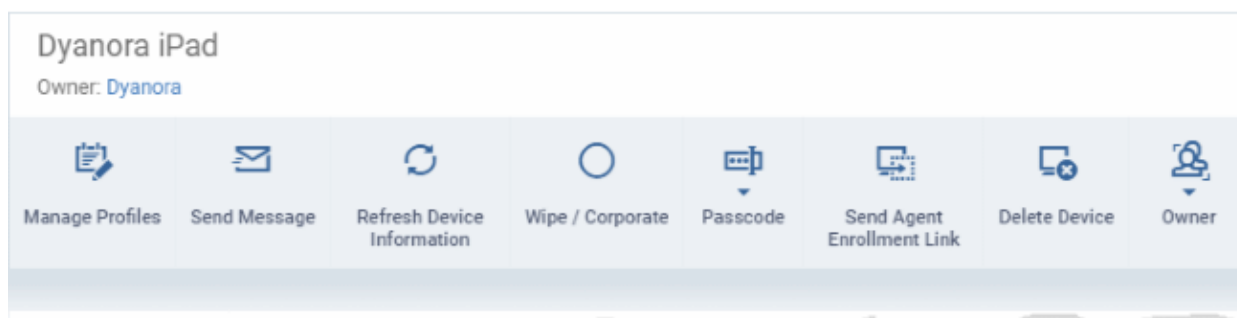 Dyanora iPad
Owner: Dyanora
Manage Profiles
Send Message
Refresh Device
Information
Wipe / Corporate
Passcode
Send Agent
Enrollment Link
Delete Device
Owner